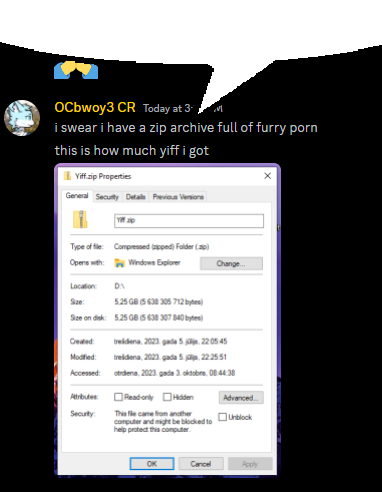 OCbwoy3 CR Today at 3
i swear i have a zip archive full of furry porn
this is how much yiff i got
Yiff.zip Properties
General Security Details Previous Versions
Yiff.zip
Type of file: Compressed (zipped) Folder (.zip)
Opens with: Windows Explorer Change...
Location: D:\
Size: 5,25 GB (5 638 305 712 bytes)
Size on disk: 5,25 GB (5 638 307 840 bytes)
Created: trešdiena, 2023. gada 5. jūlijs, 22:05:45
Modified: trešdiena, 2023. gada 5. jūlijs, 22:25:51
Accessed: otrdiena, 2023. gada 3. oktobris, 08:44:38
Attributes: Read-only Hidden Advanced...
Security: This file came from another
computer and might be blocked to
help protect this computer.
Unblock
OK Cancel Apply